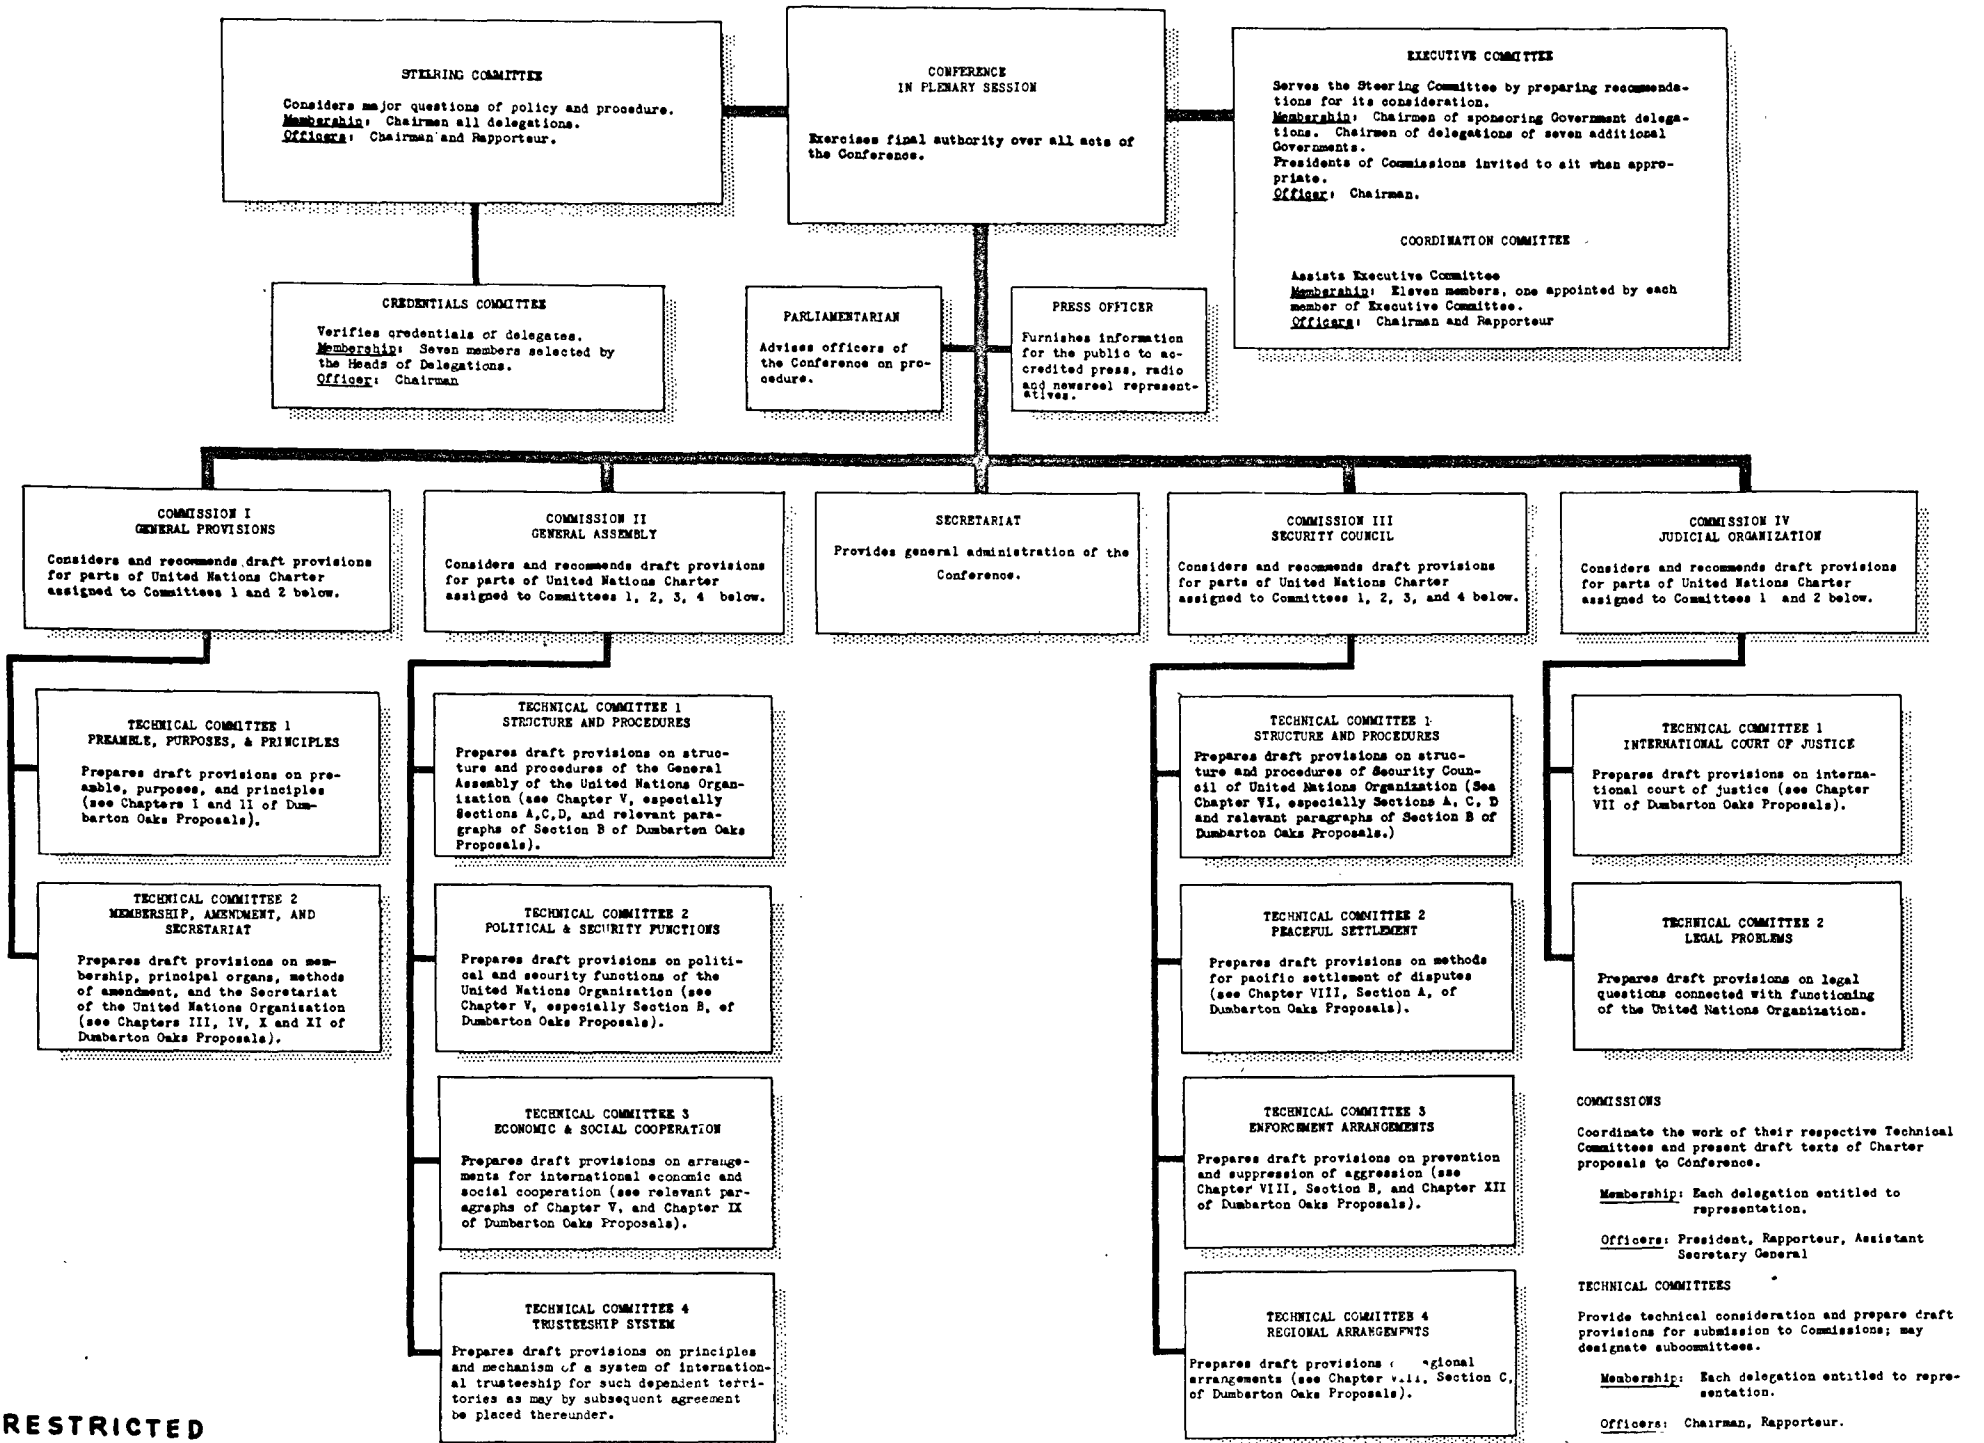 STEERING COMMITTEE
Considers major questions of policy and procedure.
Membership: Chairmen all delegations.
Officers: Chairman and Rapporteur.
CONFERENCE
IN PLENARY SESSION
Exercises final authority over all acts of
the Conference.
EXECUTIVE COMMITTEE
Serves the Steering Committee by preparing recommenda-
tions for its consideration.
Membership: Chairmen of sponsoring Government delega-
tions. Chairmen of delegations of seven additional
Governments.
Presidents of Commissions invited to sit when appro-
priate.
Officer: Chairman.
COORDINATION COMMITTEE
Assists Executive Committee
Membership: Eleven members, one appointed by each
member of Executive Committee.
Officers: Chairman and Rapporteur
CREDENTIALS COMMITTEE
Verifies credentials of delegates.
Membership: Seven members selected by
the Heads of Delegations.
Officer: Chairman
PARLIAMENTARIAN
Advises officers of
the Conference on pro-
cedure.
PRESS OFFICER
Furnishes information
for the public to ac-
credited press, radio
and newsreel represent-
atives.
COMMISSION I
GENERAL PROVISIONS
Considers and recommends draft provisions
for parts of United Nations Charter
assigned to Committees 1 and 2 below.
COMMISSION II
GENERAL ASSEMBLY
Considers and recommends draft provisions
for parts of United Nations Charter
assigned to Committees 1, 2, 3, 4 below.
SECRETARIAT
Provides general administration of the
Conference.
COMMISSION III
SECURITY COUNCIL
Considers and recommends draft provisions
for parts of United Nations Charter
assigned to Committees 1, 2, 3, and 4 below.
COMMISSION IV
JUDICIAL ORGANIZATION
Considers and recommends draft provisions
for parts of United Nations Charter
assigned to Committees 1 and 2 below.
TECHNICAL COMMITTEE 1
PREAMBLE, PURPOSES, & PRINCIPLES
Prepares draft provisions on pre-
amble, purposes, and principles
(see Chapters I and II of Dum-
barton Oaks Proposals).
TECHNICAL COMMITTEE 2
MEMBERSHIP, AMENDMENT, AND
SECRETARIAT
Prepares draft provisions on mem-
bership, principal organs, methods
of amendment, and the Secretariat
of the United Nations Organization
(see Chapters III, IV, X and XI of
Dumbarton Oaks Proposals).
TECHNICAL COMMITTEE 1
STRUCTURE AND PROCEDURES
Prepares draft provisions on struc-
ture and procedures of the General
Assembly of the United Nations Organ-
ization (see Chapter V, especially
Sections A,C,D, and relevant para-
graphs of Section B of Dumbarton Oaks
Proposals).
TECHNICAL COMMITTEE 2
POLITICAL & SECURITY FUNCTIONS
Prepares draft provisions on politi-
cal and security functions of the
United Nations Organization (see
Chapter V, especially Section B, of
Dumbarton Oaks Proposals).
TECHNICAL COMMITTEE 3
ECONOMIC & SOCIAL COOPERATION
Prepares draft provisions on arrange-
ments for international economic and
social cooperation (see relevant par-
agraphs of Chapter V, and Chapter IX
of Dumbarton Oaks Proposals).
TECHNICAL COMMITTEE 4
TRUSTEESHIP SYSTEM
Prepares draft provisions on principles
and mechanism of a system of internation-
al trusteeship for such dependent terri-
tories as may by subsequent agreement
be placed thereunder.
TECHNICAL COMMITTEE 1
STRUCTURE AND PROCEDURES
Prepares draft provisions on struc-
ture and procedures of Security Coun-
cil of United Nations Organization (See
Chapter VI, especially Sections A, C, D
and relevant paragraphs of Section B of
Dumbarton Oaks Proposals.)
TECHNICAL COMMITTEE 2
PEACEFUL SETTLEMENT
Prepares draft provisions on methods
for pacific settlement of disputes
(see Chapter VIII, Section A, of
Dumbarton Oaks Proposals).
TECHNICAL COMMITTEE 3
ENFORCEMENT ARRANGEMENTS
Prepares draft provisions on prevention
and suppression of aggression (see
Chapter VIII, Section B, and Chapter XII
of Dumbarton Oaks Proposals).
TECHNICAL COMMITTEE 4
REGIONAL ARRANGEMENTS
Prepares draft provisions
arrangements (see Chapter Section C,
of Dumbarton Oaks Proposals).
TECHNICAL COMMITTEE 1
INTERNATIONAL COURT OF JUSTICE
Prepares draft provisions on interna-
tional court of justice (see Chapter
VII of Dumbarton Oaks Proposals).
TECHNICAL COMMITTEE 2
LEGAL PROBLEMS
Prepares draft provisions on legal
questions connected with functioning
of the United Nations Organization.
COMMISSIONS
Coordinate the work of their respective Technical
Committees and present draft texts of Charter
proposals to Conference.
Membership: Each delegation entitled to
representation.
Officers: President, Rapporteur, Assistant
Secretary General
TECHNICAL COMMITTEES
Provide technical consideration and prepare draft
provisions for submission to Commissions; may
designate subcommittees.
Membership: Each delegation entitled to repre-
sentation.
Officers: Chairman, Rapporteur.
RESTRICTED